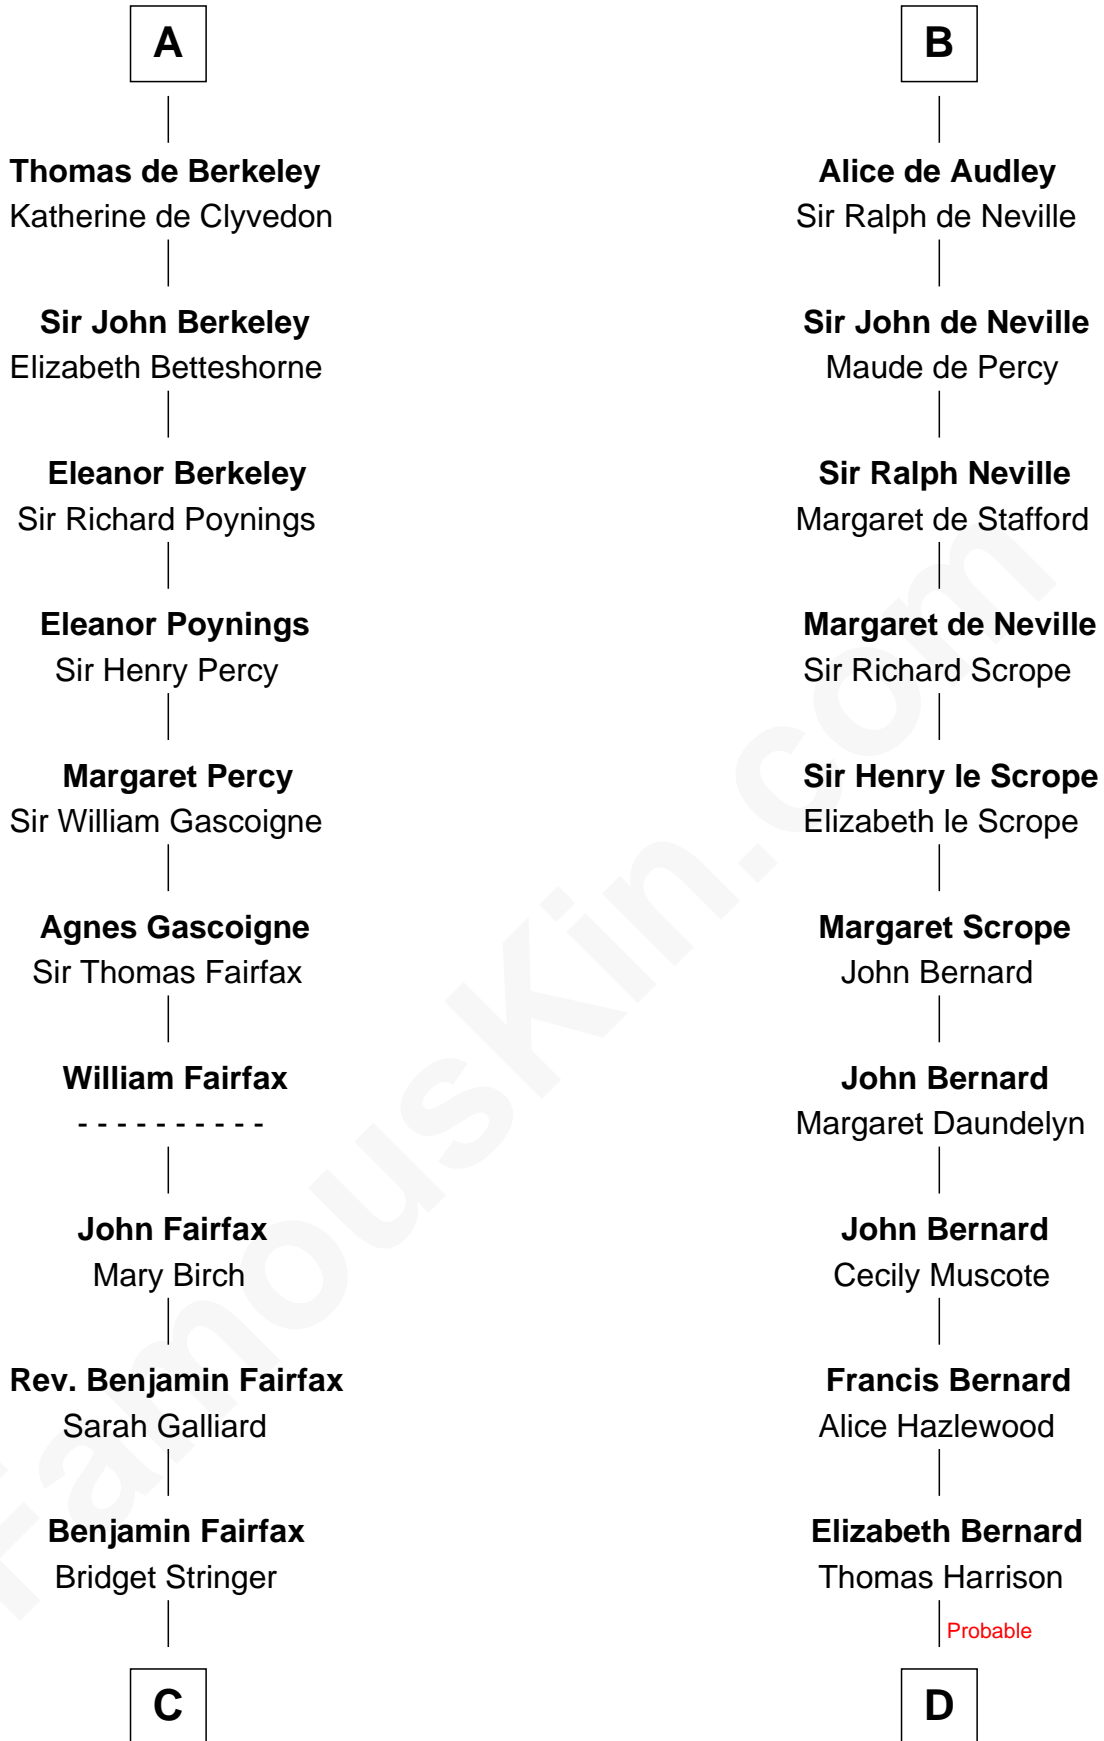 A
Thomas de Berkeley
Katherine de Clyvedon
Sir John Berkeley
Elizabeth Betteshorne
Eleanor Berkeley
Sir Richard Poynings
Eleanor Poynings
Sir Henry Percy
Margaret Percy
Sir William Gascoigne
Agnes Gascoigne
Sir Thomas Fairfax
William Fairfax
- - - - - - - - - -
John Fairfax
Mary Birch
Rev. Benjamin Fairfax
Sarah Galliard
Benjamin Fairfax
Bridget Stringer
C
B
Alice de Audley
Sir Ralph de Neville
Sir John de Neville
Maude de Percy
Sir Ralph Neville
Margaret de Stafford
Margaret de Neville
Sir Richard Scrope
Sir Henry le Scrope
Elizabeth le Scrope
Margaret Scrope
John Bernard
John Bernard
Margaret Daundelyn
John Bernard
Cecily Muscote
Francis Bernard
Alice Hazlewood
Elizabeth Bernard
Thomas Harrison
Probable
D
FamousKin.com